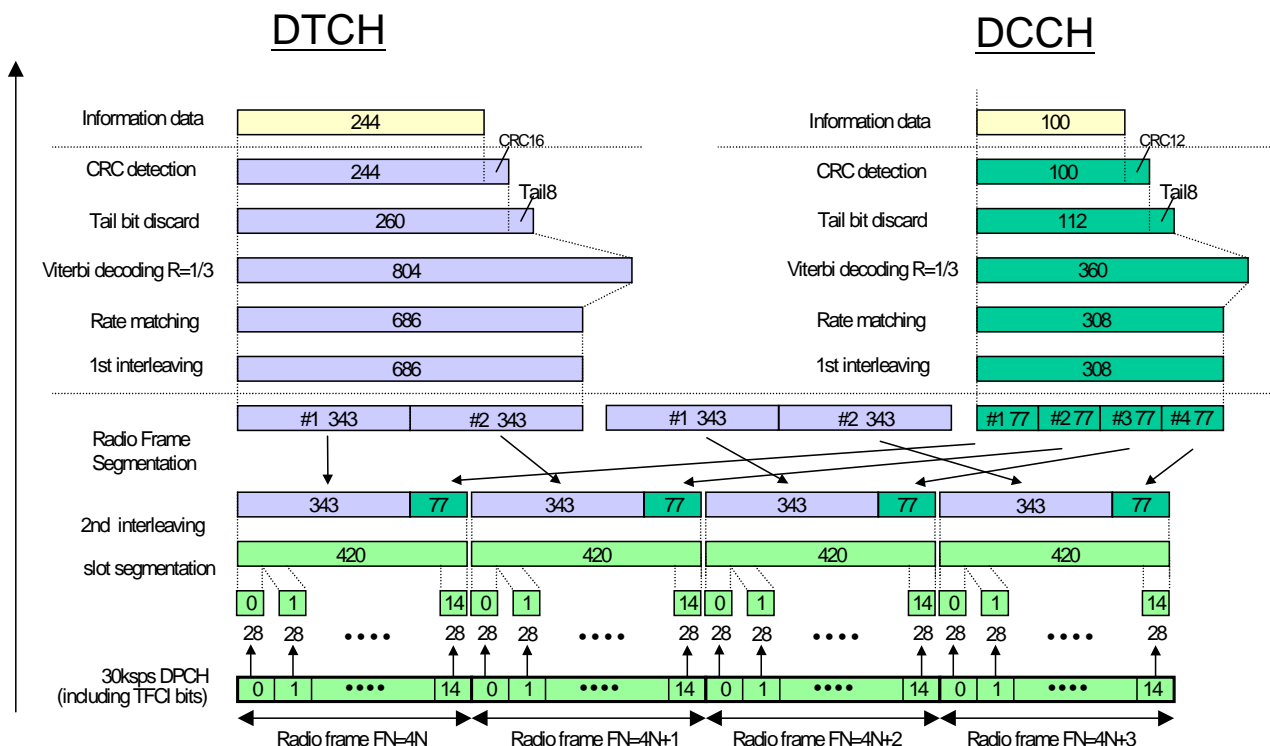 DTCH DCCH
Information data 244 Information data 100
CRC16 CRC12
CRC detection 244 CRC detection 100
Tail8 Tail8
Tail bit discard 260 Tail bit discard 112
Viterbi decoding R=1/3 804 Viterbi decoding R=1/3 360
Rate matching 686 Rate matching 308
1st interleaving 686 1st interleaving 308
#1 343 #2 343 #1 343 #2 343 #1 77 #2 77 #3 77 #4 77
Radio Frame
Segmentation
343 77 343 77 343 77 343 77
2nd interleaving
420 420 420 420
slot segmentation
0 1 14 0 1 14 0 1 14 0 1 14
28 28 •••• 28 28 28 •••• 28 28 28 •••• 28 28 28 •••• 28
30ksps DPCH
(including TFCI bits)
0 1 •••• 14 0 1 •••• 14 0 1 •••• 14 0 1 •••• 14
Radio frame FN=4N Radio frame FN=4N+1 Radio frame FN=4N+2 Radio frame FN=4N+3